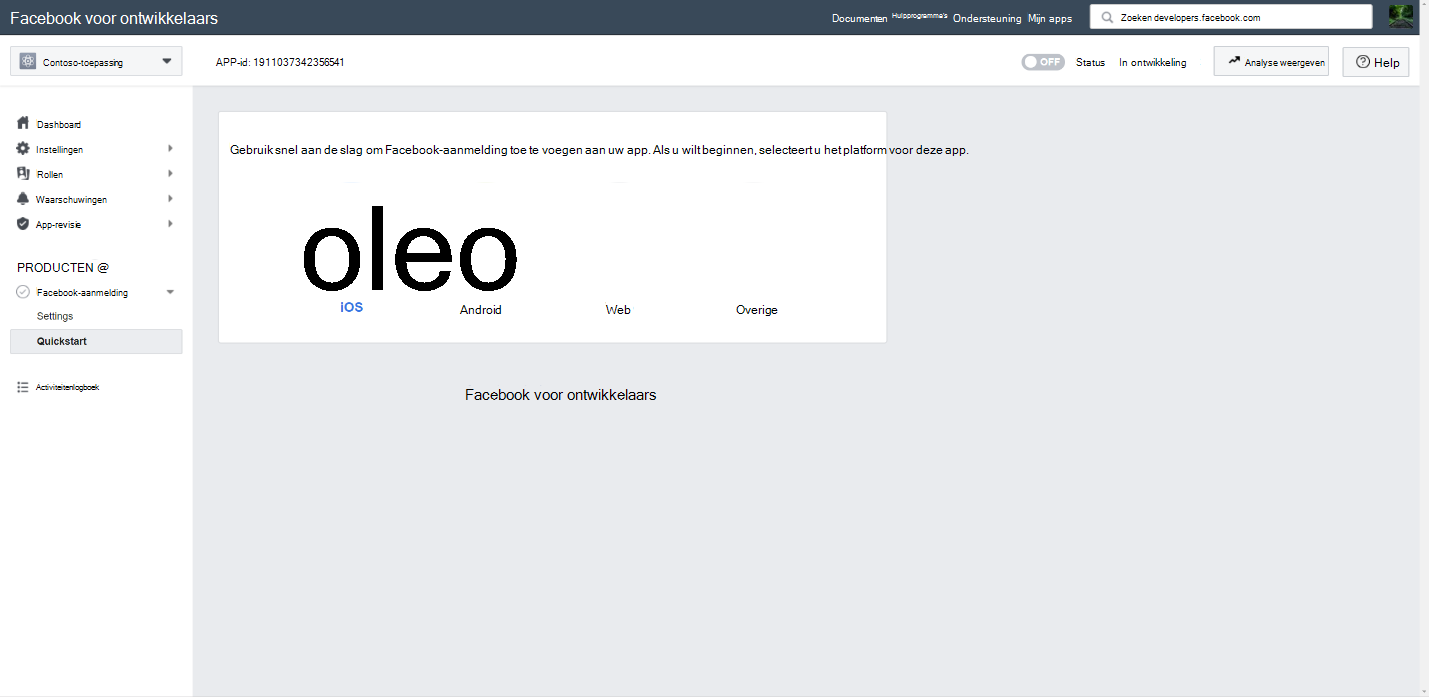 Facebook voor ontwikkelaars
Documenten Hulpprogramma's Ondersteuning Mijn apps
Zoeken developers.facebook.com
Contoso-toepassing
APP-id: 1911037342356541
OFF Status In ontwikkeling
Analyse weergeven
Help
Dashboard
Instellingen
Rollen
Waarschuwingen
App-revisie
PRODUCTEN @
Facebook-aanmelding
Settings
Quickstart
Activiteitenlogboek
Gebruik snel aan de slag om Facebook-aanmelding toe te voegen aan uw app. Als u wilt beginnen, selecteert u het platform voor deze app.
oleo
iOS Android Web Overige
Facebook voor ontwikkelaars